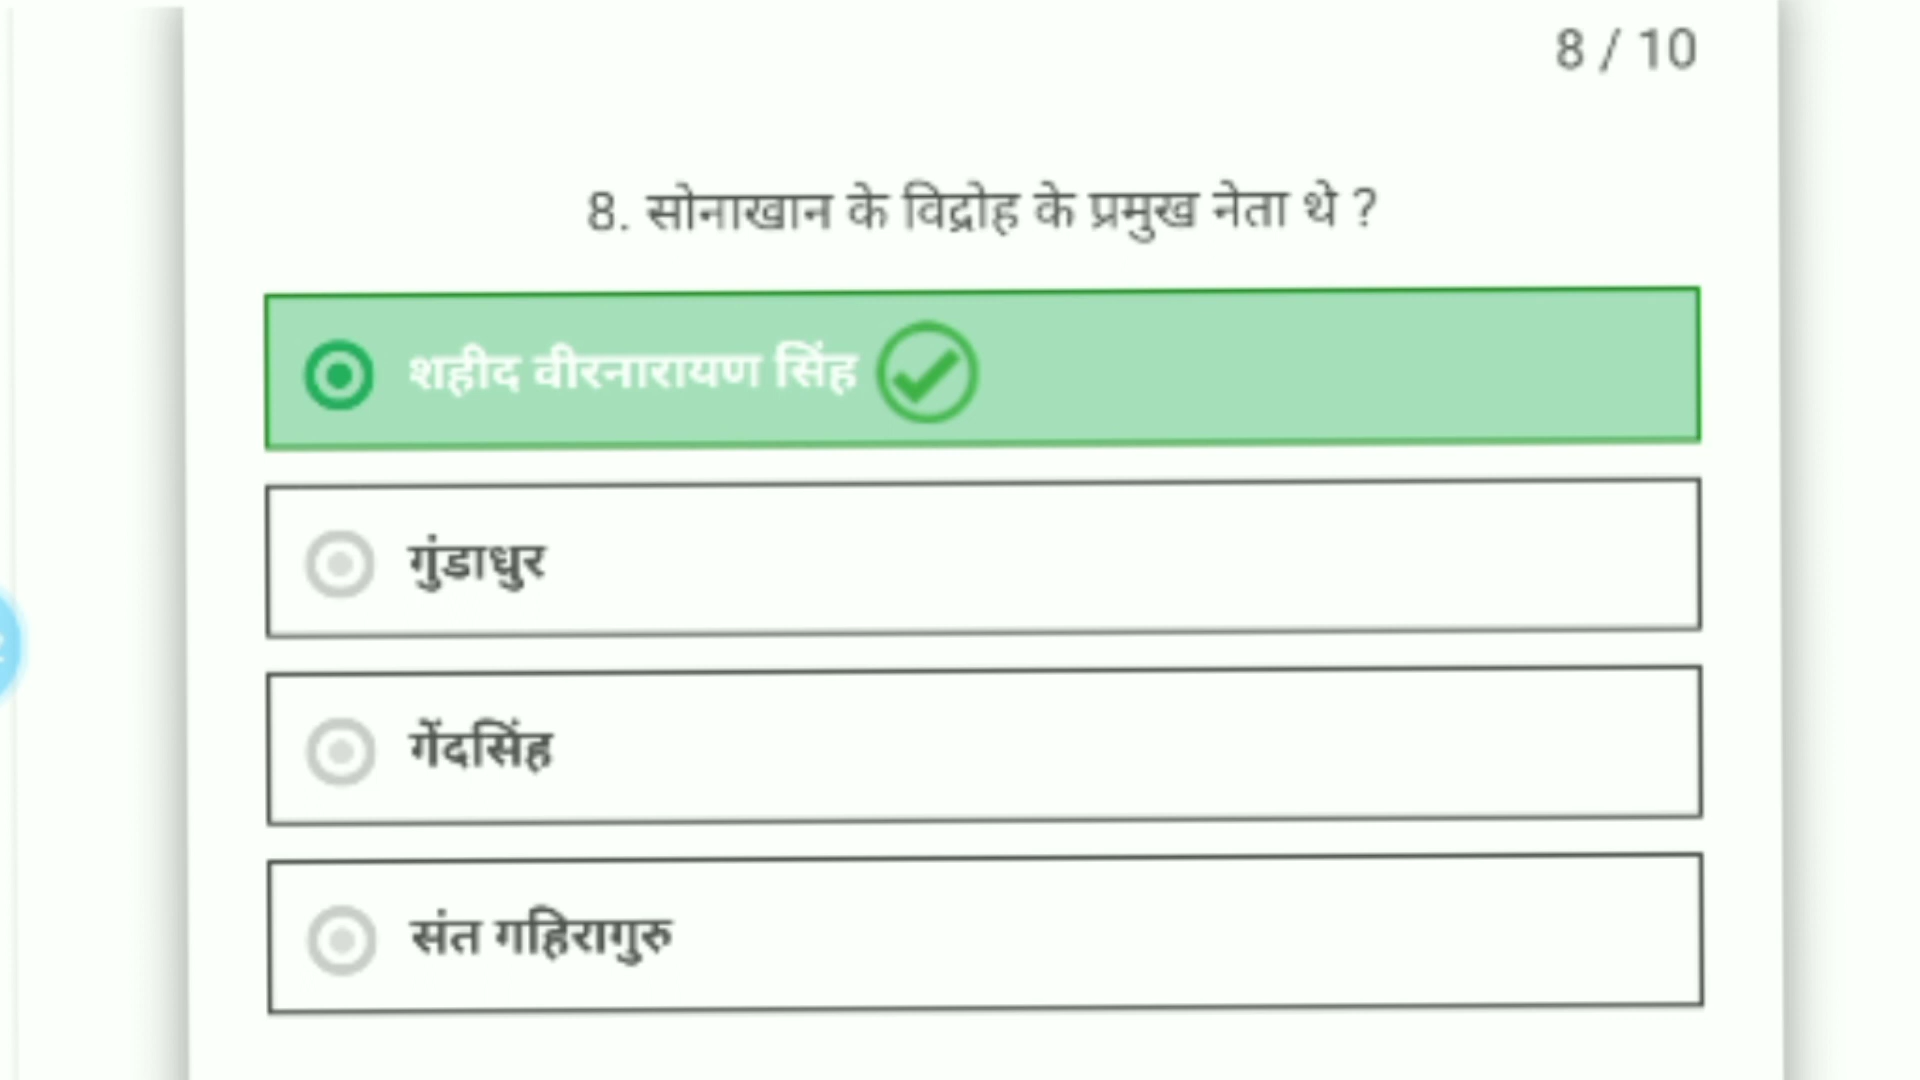 8 / 10
8. सोनाखान के विद्रोह के प्रमुख नेता थे ?
शहीद वीरनारायण सिंह
गुंडाधुर
गेंदसिंह
संत गहिरागुरु